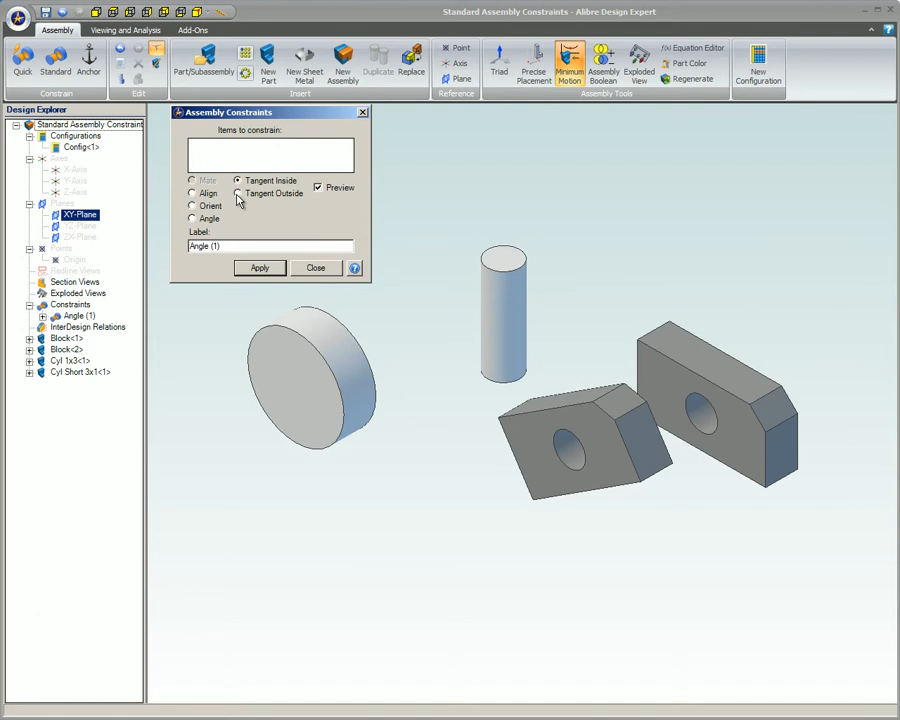 Standard Assembly Constraints - Alibre Design Expert
Assembly
Viewing and Analysis
Add-Ons
Quick
Standard
Anchor
Part/Subassembly
New Part
New Sheet Metal
New Assembly
Duplicate
Replace
Point
Axis
Plane
Triad
Precise Placement
Minimum Motion
Assembly Boolean
Exploded View
Equation Editor
Part Color
Regenerate
New Configuration
Constrain
Edit
Insert
Reference
Assembly Tools
Design Explorer
Standard Assembly Constraint
Configurations
Config<1>
Axes
X-Axis
Y-Axis
Z-Axis
Planes
XY-Plane
YZ-Plane
ZX-Plane
Points
Origin
Redline Views
Section Views
Exploded Views
Constraints
Angle (1)
InterDesign Relations
Block<1>
Block<2>
Cyl 1x3<1>
Cyl Short 3x1<1>
Assembly Constraints
Items to constrain:
Mate
Tangent Inside
Preview
Align
Tangent Outside
Orient
Angle
Label:
Angle (1)
Apply
Close